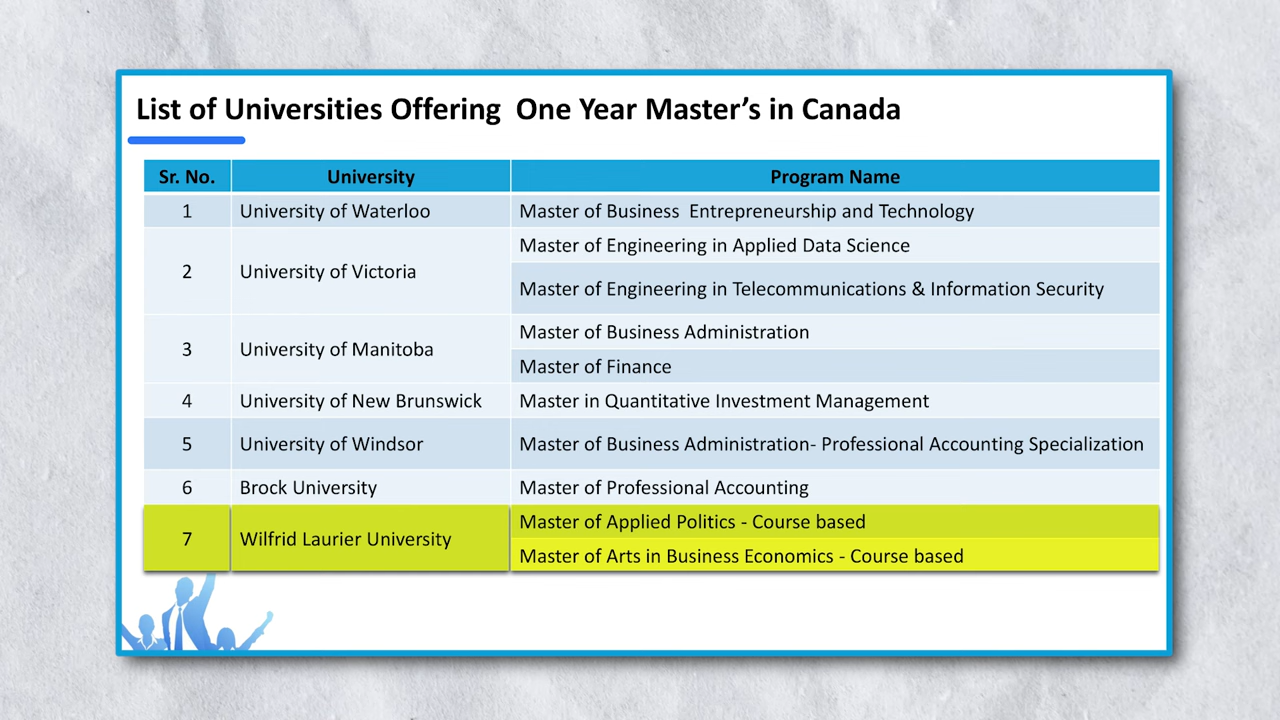 List of Universities Offering One Year Master's in Canada
Sr. No. University Program Name
1 University of Waterloo Master of Business Entrepreneurship and Technology
2 University of Victoria Master of Engineering in Applied Data Science
Master of Engineering in Telecommunications & Information Security
3 University of Manitoba Master of Business Administration
Master of Finance
4 University of New Brunswick Master in Quantitative Investment Management
5 University of Windsor Master of Business Administration- Professional Accounting Specialization
6 Brock University Master of Professional Accounting
7 Wilfrid Laurier University Master of Applied Politics - Course based
Master of Arts in Business Economics - Course based